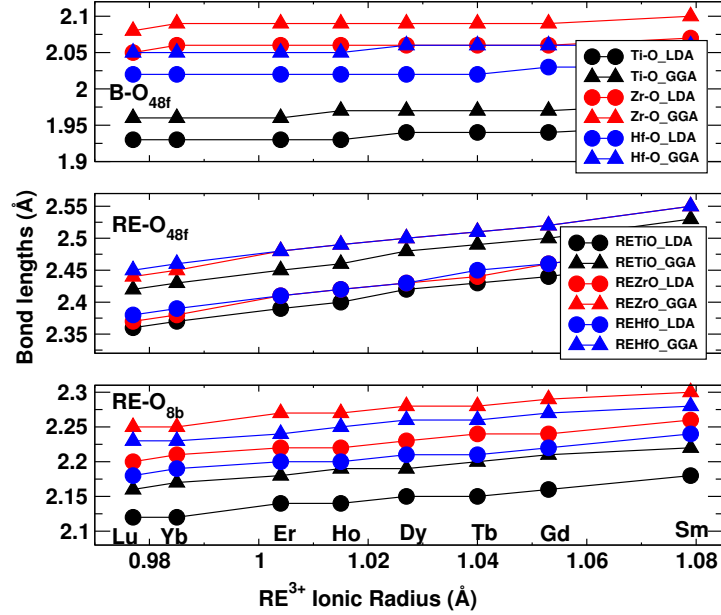 2.1
2.05
2
1.95
1.9
B-O48f
Ti-O_LDA
Ti-O_GGA
Zr-O_LDA
Zr-O_GGA
Hf-O_LDA
Hf-O_GGA
Bond lengths (Å)
2.55
2.5
2.45
2.4
2.35
RE-O48f
RETiO_LDA
RETiO_GGA
REZrO_LDA
REZrO_GGA
REHfO_LDA
REHfO_GGA
2.3
2.25
2.2
2.15
2.1
RE-O8b
Lu Yb Er Ho Dy Tb Gd Sm
0.98 1 1.02 1.04 1.06 1.08
RE3+ Ionic Radius (Å)